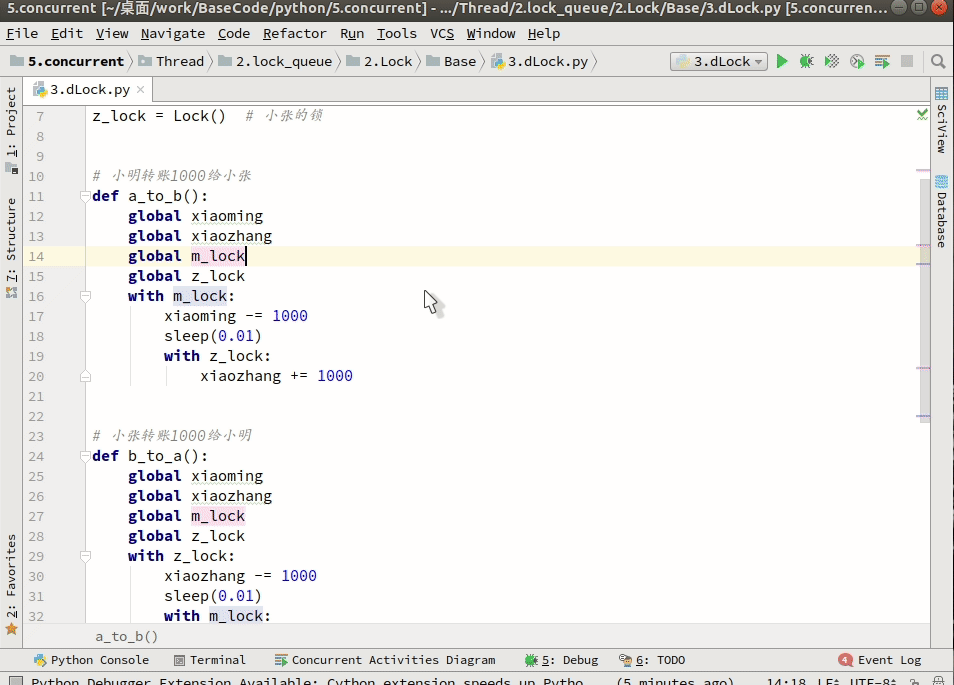 5.concurrent [~/桌面/work/BaseCode/python/5.concurrent] - .../Thread/2.lock_queue/2.Lock/Base/3.dLock.py [5.concurren...
File Edit View Navigate Code Refactor Run Tools VCS Window Help
5.concurrent Thread 2.lock_queue 2.Lock Base 3.dLock.py 3.dLock
3.dLock.py
1: Project
7: Structure
2: Favorites
7 z_lock = Lock()  # 小张的锁
8
9
10 # 小明转账1000给小张
11 def a_to_b():
12     global xiaoming
13     global xiaozhang
14     global m_lock
15     global z_lock
16     with m_lock:
17         xiaoming -= 1000
18         sleep(0.01)
19         with z_lock:
20             xiaozhang += 1000
21
22
23 # 小张转账1000给小明
24 def b_to_a():
25     global xiaoming
26     global xiaozhang
27     global m_lock
28     global z_lock
29     with z_lock:
30         xiaozhang -= 1000
31         sleep(0.01)
32         with m_lock:
a_to_b()
SciView
Database
Python Console Terminal Concurrent Activities Diagram 5: Debug 6: TODO 4 Event Log
Python Debugger Extension Available: Cython extension speeds up Pytho... (5 minutes ago) 14:18 LF UTF-8